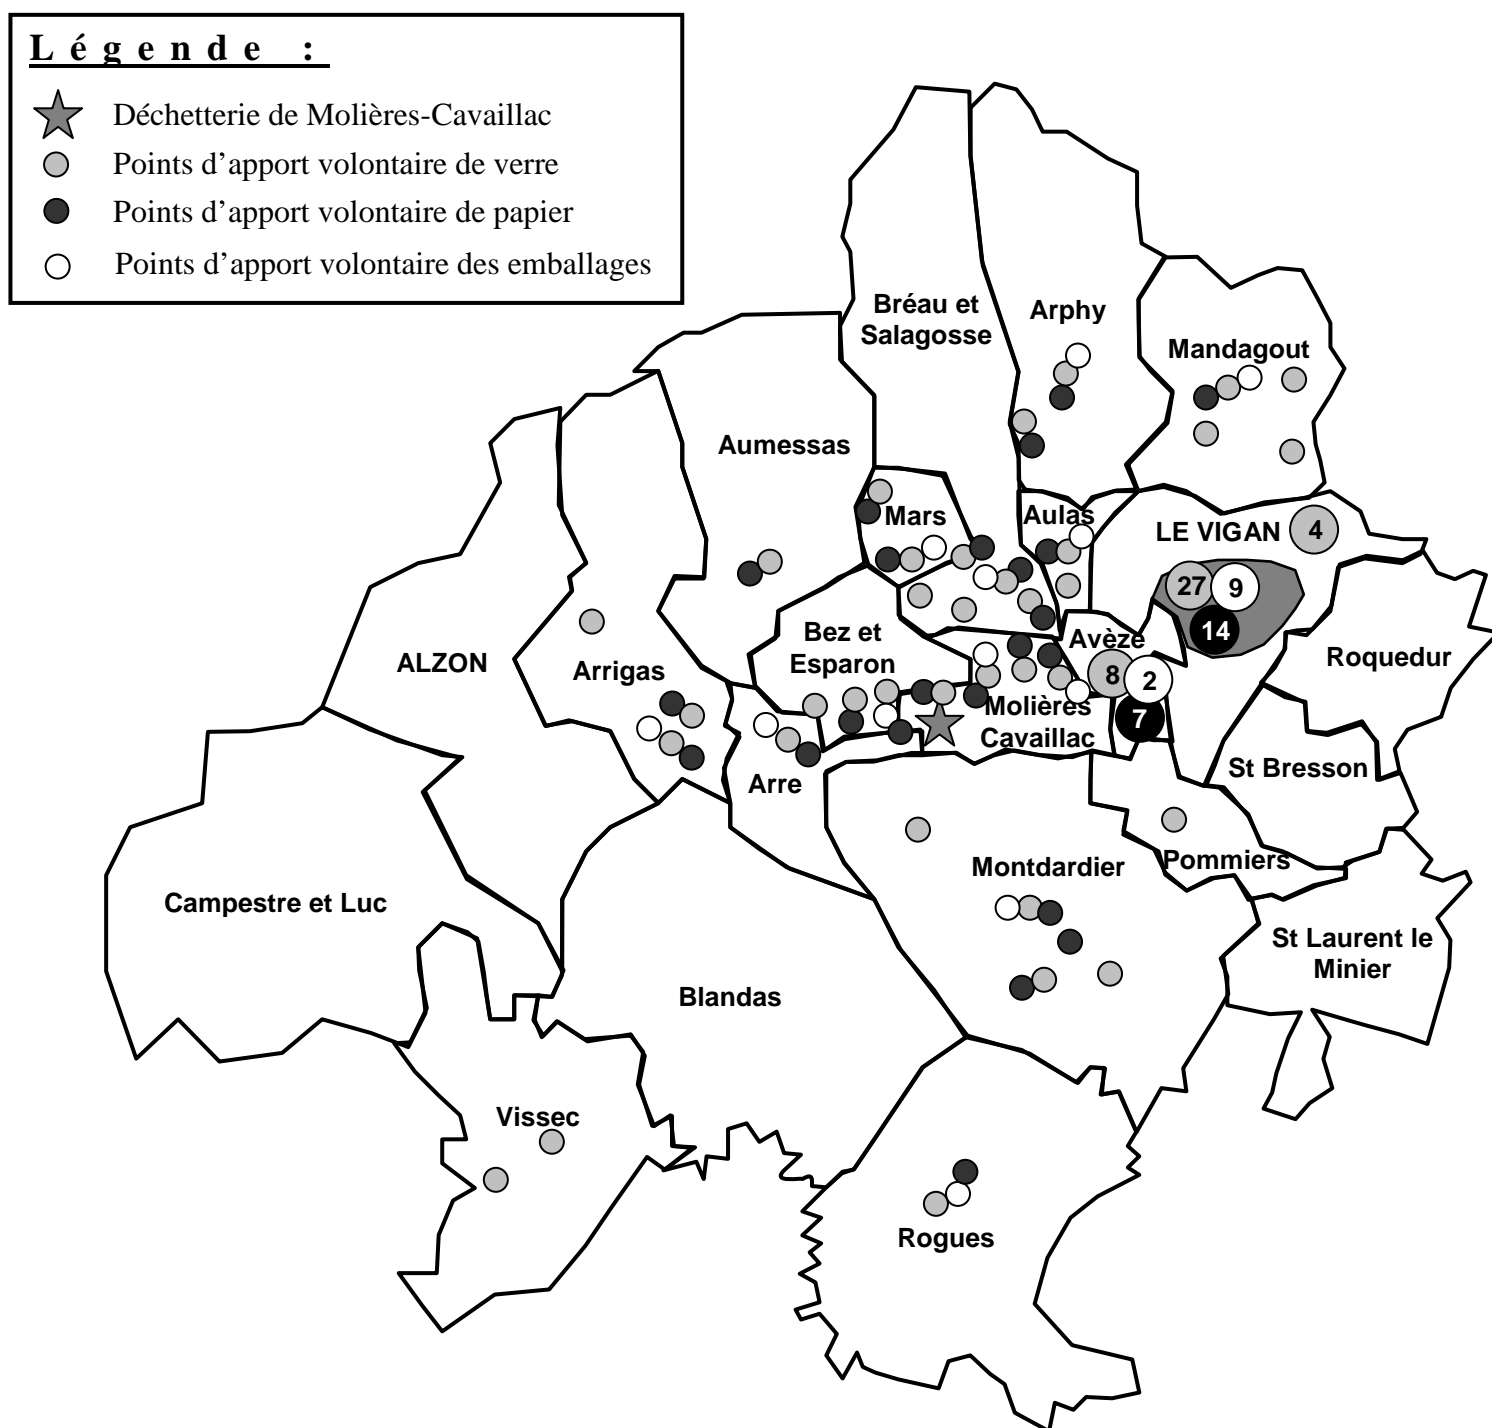 Légende :
Déchetterie de Molières-Cavaillac
Points d’apport volontaire de verre
Points d’apport volontaire de papier
Points d’apport volontaire des emballages
Bréau et
Salagosse
Arphy
Mandagout
Aumessas
Mars
Aulas
LE VIGAN
4
27
9
14
Bez et
Esparon
Avèze
ALZON
Arrigas
Roquedur
8
2
7
Molières
Cavaillac
Arre
St Bresson
Montdardier
Pommiers
Campestre et Luc
St Laurent le
Minier
Blandas
Vissec
Rogues